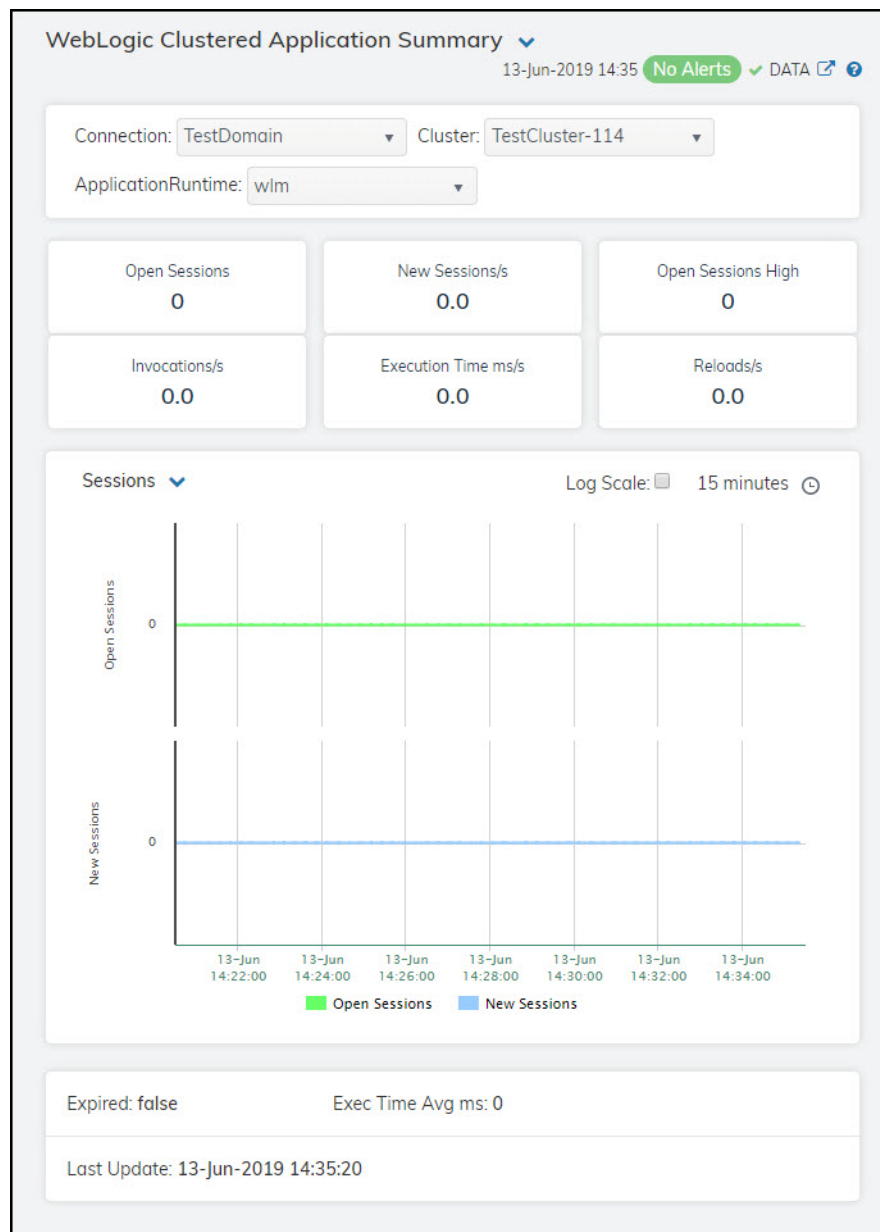 WebLogic Clustered Application Summary
13-Jun-2019 14:35 No Alerts DATA
Connection: TestDomain Cluster: TestCluster-114
ApplicationRuntime: wlm
Open Sessions New Sessions/s Open Sessions High
0 0.0 0
Invocations/s Execution Time ms/s Reloads/s
0.0 0.0 0.0
Sessions Log Scale: 15 minutes
Open Sessions
0
New Sessions
0
13-Jun 13-Jun 13-Jun 13-Jun 13-Jun 13-Jun 13-Jun
14:22:00 14:24:00 14:26:00 14:28:00 14:30:00 14:32:00 14:34:00
Open Sessions New Sessions
Expired: false Exec Time Avg ms: 0
Last Update: 13-Jun-2019 14:35:20